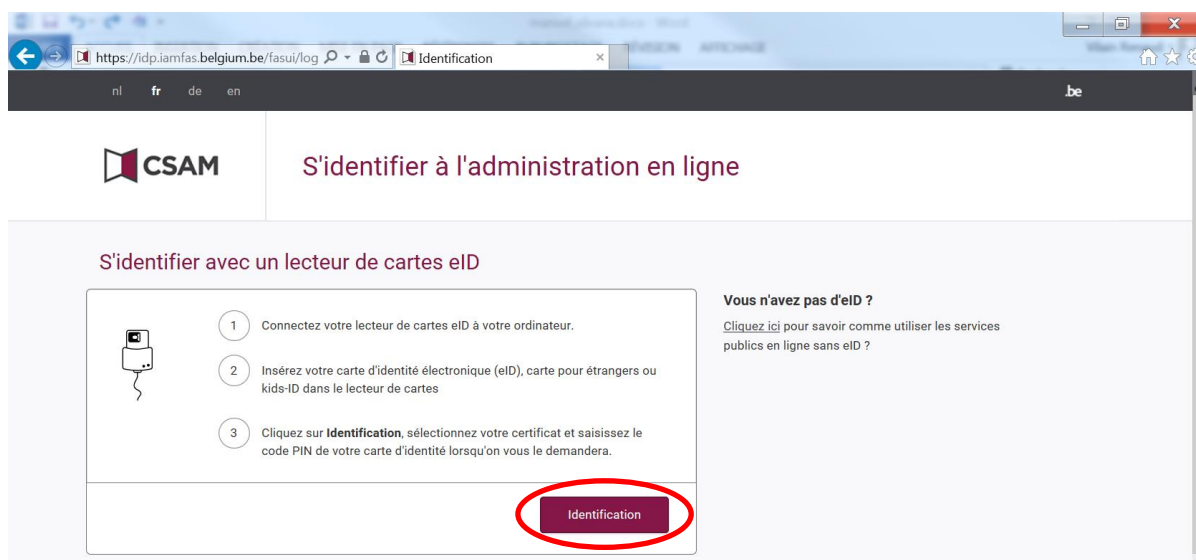 https://idp.iamfas.belgium.be/fasui/log
Identification
AFFICHAGE
nl fr de en
.be
CSAM
S'identifier à l'administration en ligne
S'identifier avec un lecteur de cartes eID
1 Connectez votre lecteur de cartes eID à votre ordinateur.
2 Insérez votre carte d'identité électronique (eID), carte pour étrangers ou
kids-ID dans le lecteur de cartes
3 Cliquez sur Identification, sélectionnez votre certificat et saisissez le
code PIN de votre carte d'identité lorsqu'on vous le demandera.
Identification
Vous n'avez pas d'eID ?
Cliquez ici pour savoir comme utiliser les services
publics en ligne sans eID ?